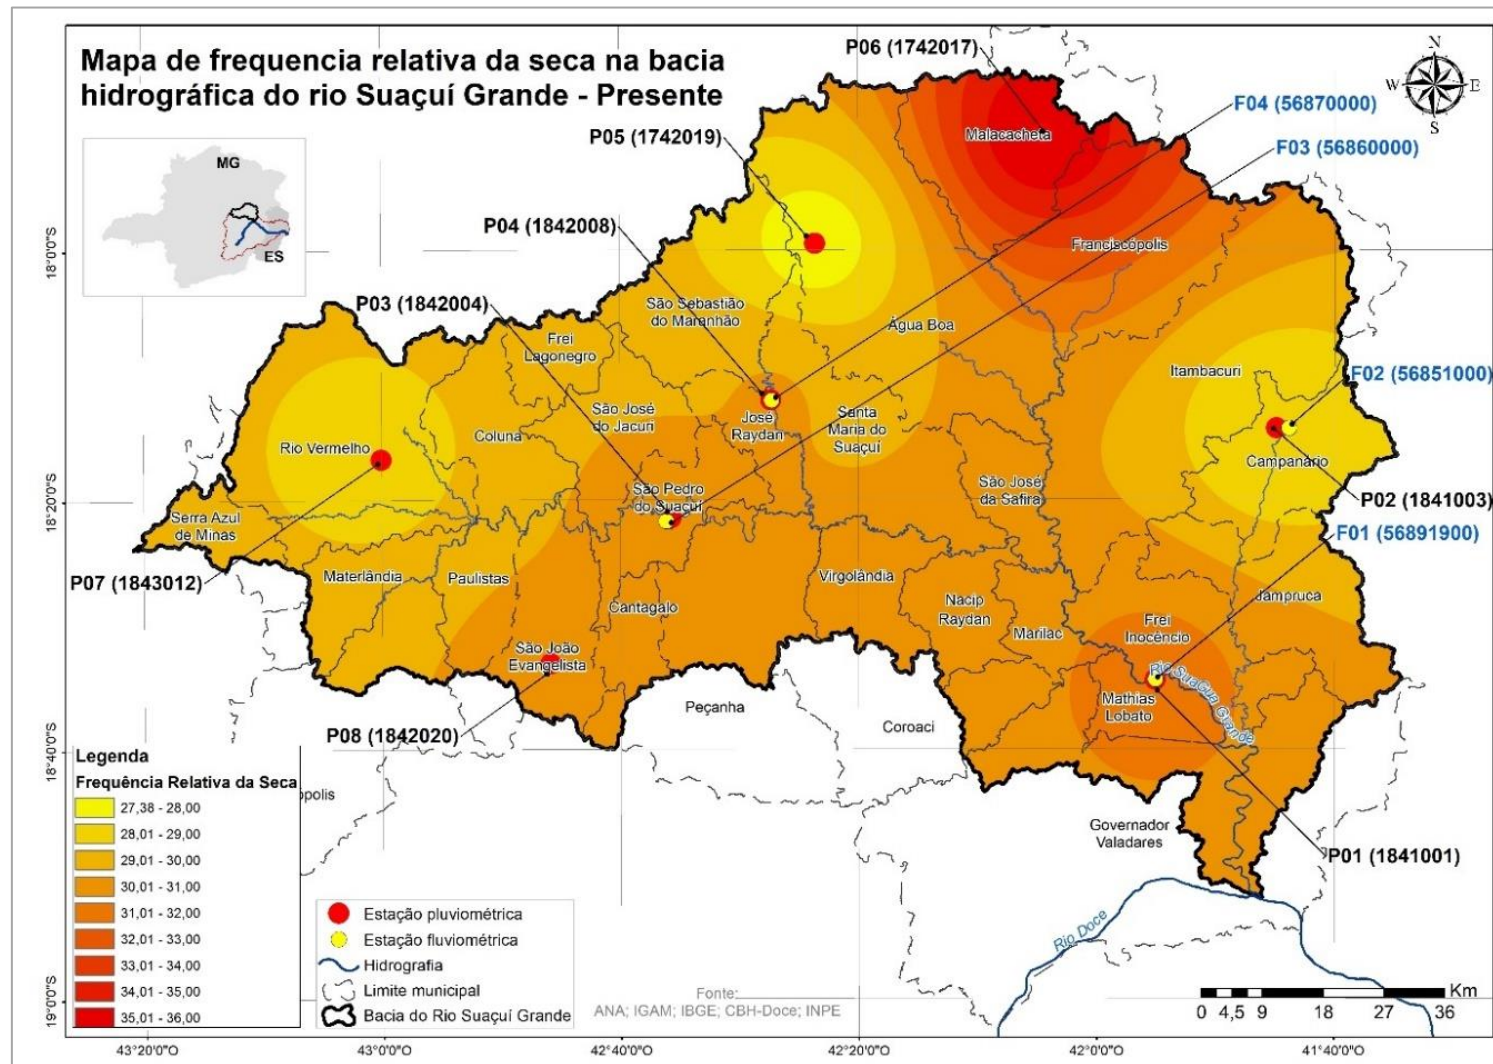 Mapa de frequencia relativa da seca na bacia
hidrográfica do rio Suaçuí Grande - Presente
MG
ES
N
W
E
S
P06 (1742017)
F04 (56870000)
P05 (1742019)
F03 (56860000)
P04 (1842008)
P03 (1842004)
F02 (56851000)
P02 (1841003)
F01 (56891900)
P07 (1843012)
P08 (1842020)
P01 (1841001)
Malacacheta
Franciscópolis
São Sebastião
do Maranhão
Água Boa
Frei
Lagonegro
Itambacuri
São José
do Jacuri
José
Raydan
Santa
Maria do
Suaçuí
Coluna
Rio Vermelho
Campanário
São Pedro
do Suaçuí
São José
da Safira
Serra Azul
de Minas
Materlândia
Paulistas
Virgolândia
Cantagalo
Nacip
Raydan
Jampruca
Frei
Inocêncio
Marilac
São João
Evangelista
Mathias
Lobato
Peçanha
Coroaci
Governador
Valadares
opolis
Rio Doce
18°0'0"S
18°20'0"S
18°40'0"S
19°0'0"S
Legenda
Frequência Relativa da Seca
27,38 - 28,00
28,01 - 29,00
29,01 - 30,00
30,01 - 31,00
31,01 - 32,00
32,01 - 33,00
33,01 - 34,00
34,01 - 35,00
35,01 - 36,00
Estação pluviométrica
Estação fluviométrica
Hidrografia
Limite municipal
Bacia do Rio Suaçuí Grande
Fonte:
ANA; IGAM; IBGE; CBH-Doce; INPE
Km
0 4,5 9 18 27 36
43°20'0"O
43°0'0"O
42°40'0"O
42°20'0"O
42°0'0"O
41°40'0"O